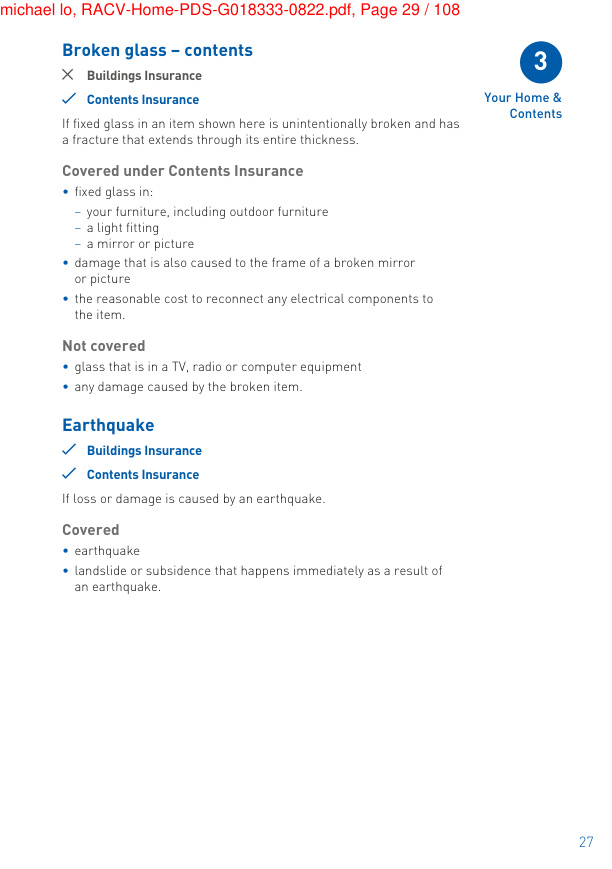 michael lo, RACV-Home-PDS-G018333-0822.pdf, Page 29 / 108
Broken glass – contents
Buildings Insurance
Contents Insurance
If fixed glass in an item shown here is unintentionally broken and has
a fracture that extends through its entire thickness.
Covered under Contents Insurance
• fixed glass in:
– your furniture, including outdoor furniture
– a light fitting
– a mirror or picture
• damage that is also caused to the frame of a broken mirror
or picture
• the reasonable cost to reconnect any electrical components to
the item.
Not covered
• glass that is in a TV, radio or computer equipment
• any damage caused by the broken item.
Earthquake
Buildings Insurance
Contents Insurance
If loss or damage is caused by an earthquake.
Covered
• earthquake
• landslide or subsidence that happens immediately as a result of
an earthquake.
3
Your Home &
Contents
27